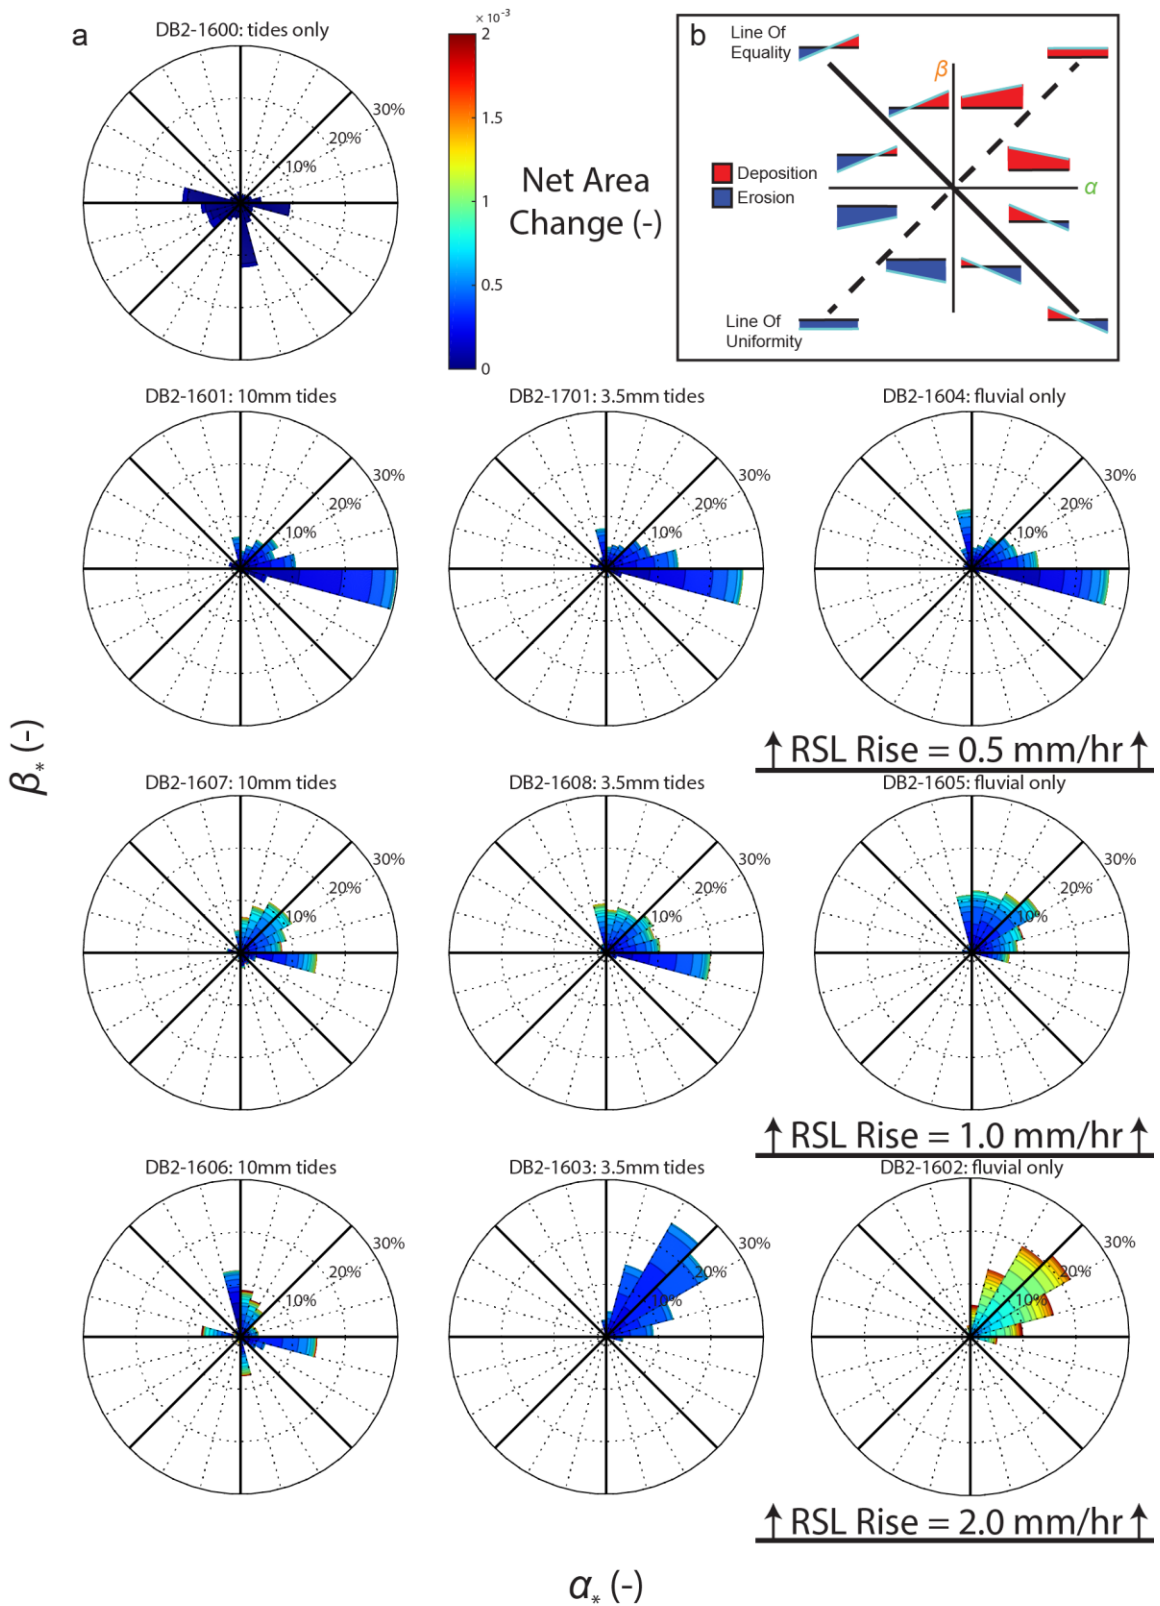 a
DB2-1600: tides only
30%
20%
10%
× 10⁻³
2
1.5
1
0.5
0
Net Area
Change (-)
b
Line Of
Equality
β
α
Deposition
Erosion
Line Of
Uniformity
DB2-1601: 10mm tides
30%
20%
10%
DB2-1701: 3.5mm tides
30%
20%
10%
DB2-1604: fluvial only
30%
20%
10%
↑ RSL Rise = 0.5 mm/hr ↑
β* (-)
DB2-1607: 10mm tides
30%
20%
10%
DB2-1608: 3.5mm tides
30%
20%
10%
DB2-1605: fluvial only
30%
20%
10%
↑ RSL Rise = 1.0 mm/hr ↑
DB2-1606: 10mm tides
30%
20%
10%
DB2-1603: 3.5mm tides
30%
20%
10%
DB2-1602: fluvial only
30%
20%
10%
↑ RSL Rise = 2.0 mm/hr ↑
α* (-)